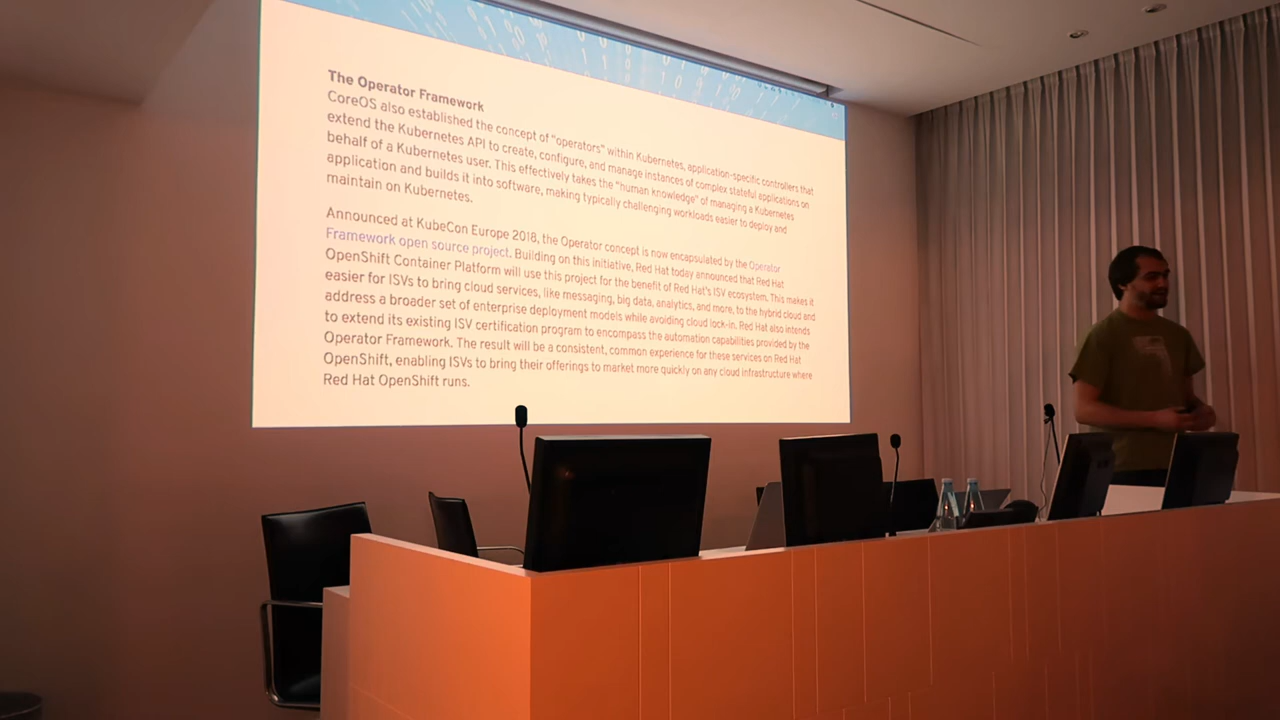 The Operator Framework
CoreOS also established the concept of "operators" within Kubernetes, application-specific controllers that
extend the Kubernetes API to create, configure, and manage instances of complex stateful applications on
behalf of a Kubernetes user. This effectively takes the "human knowledge" of managing a Kubernetes
application and builds it into software, making typically challenging workloads easier to deploy and
maintain on Kubernetes.
Announced at KubeCon Europe 2018, the Operator concept is now encapsulated by the Operator
Framework open source project. Building on this initiative, Red Hat today announced that Red Hat
OpenShift Container Platform will use this project for the benefit of Red Hat's ISV ecosystem. This makes it
easier for ISVs to bring cloud services, like messaging, big data, analytics, and more, to the hybrid cloud and
address a broader set of enterprise deployment models while avoiding cloud lock-in. Red Hat also intends
to extend its existing ISV certification program to encompass the automation capabilities provided by the
Operator Framework. The result will be a consistent, common experience for these services on Red Hat
OpenShift, enabling ISVs to bring their offerings to market more quickly on any cloud infrastructure where
Red Hat OpenShift runs.